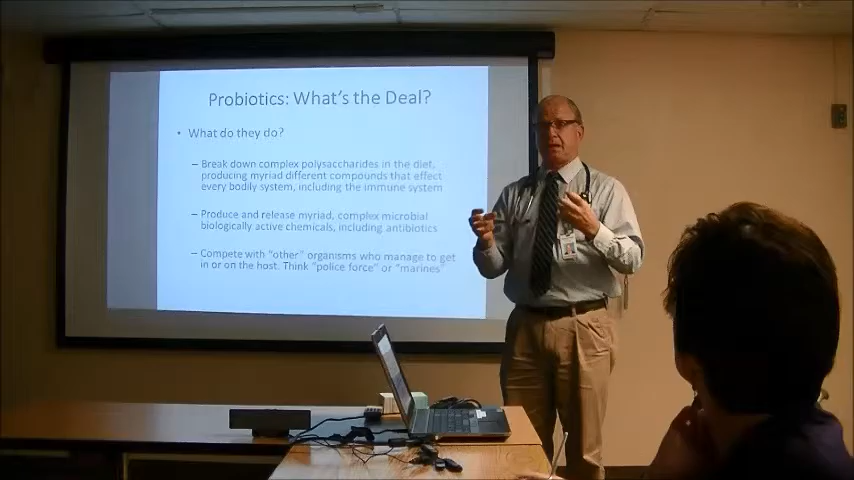 Probiotics: What's the Deal?
• What do they do?
– Break down complex polysaccharides in the diet,
producing myriad different compounds that effect
every bodily system, including the immune system
– Produce and release myriad, complex microbial
biologically active chemicals, including antibiotics
– Compete with "other" organisms who manage to get
in or on the host. Think "police force" or "marines"